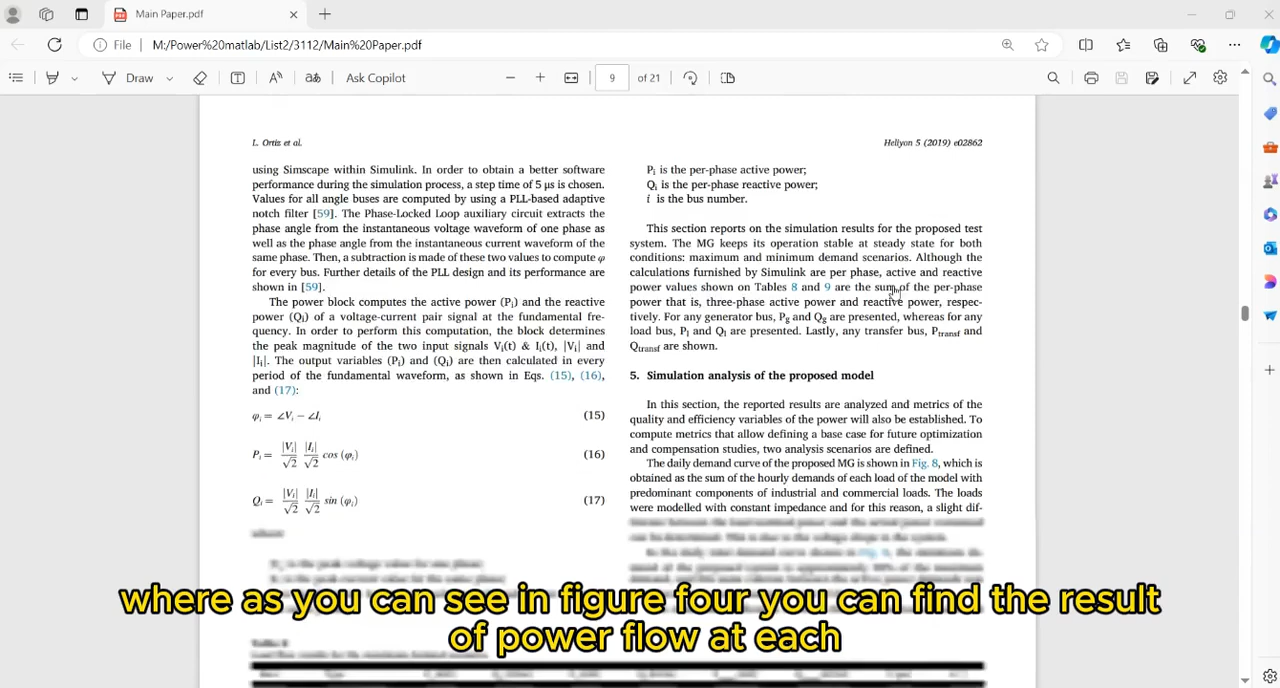 Main Paper.pdf
File
M:/Power%20matlab/List2/3112/Main%20Paper.pdf
Draw
Ask Copilot
9
of 21
L. Ortis et al.
Heliyon 5 (2019) e02862
using Simscape within Simulink. In order to obtain a better software
performance during the simulation process, a step time of 5 μs is chosen.
Values for all angle buses are computed by using a PLL-based adaptive
notch filter [59]. The Phase-Locked Loop auxiliary circuit extracts the
phase angle from the instantaneous voltage waveform of one phase as
well as the phase angle from the instantaneous current waveform of the
same phase. Then, a subtraction is made of these two values to compute φ
for every bus. Further details of the PLL design and its performance are
shown in [59].
The power block computes the active power (Pi) and the reactive
power (Qi) of a voltage-current pair signal at the fundamental fre-
quency. In order to perform this computation, the block determines
the peak magnitude of the two input signals Vi(t) & Ii(t), |Vi| and
|Ii|. The output variables (Pi) and (Qi) are then calculated in every
period of the fundamental waveform, as shown in Eqs. (15), (16),
and (17):
φi = ∠Vi − ∠Ii (15)
Pi = |Vi|/√2 |Ii|/√2 cos (φi) (16)
Qi = |Vi|/√2 |Ii|/√2 sin (φi) (17)
Pi is the per-phase active power;
Qi is the per-phase reactive power;
i is the bus number.
This section reports on the simulation results for the proposed test
system. The MG keeps its operation stable at steady state for both
conditions: maximum and minimum demand scenarios. Although the
calculations furnished by Simulink are per phase, active and reactive
power values shown on Tables 8 and 9 are the sum of the per-phase
power that is, three-phase active power and reactive power, respec-
tively. For any generator bus, Pg and Qg are presented, whereas for any
load bus, Pl and Ql are presented. Lastly, any transfer bus, Ptransf and
Qtransf are shown.
5. Simulation analysis of the proposed model
In this section, the reported results are analyzed and metrics of the
quality and efficiency variables of the power will also be established. To
compute metrics that allow defining a base case for future optimization
and compensation studies, two analysis scenarios are defined.
The daily demand curve of the proposed MG is shown in Fig. 8, which is
obtained as the sum of the hourly demands of each load of the model with
predominant components of industrial and commercial loads. The loads
were modelled with constant impedance and for this reason, a slight dif-
where as you can see in figure four you can find the result
of power flow at each